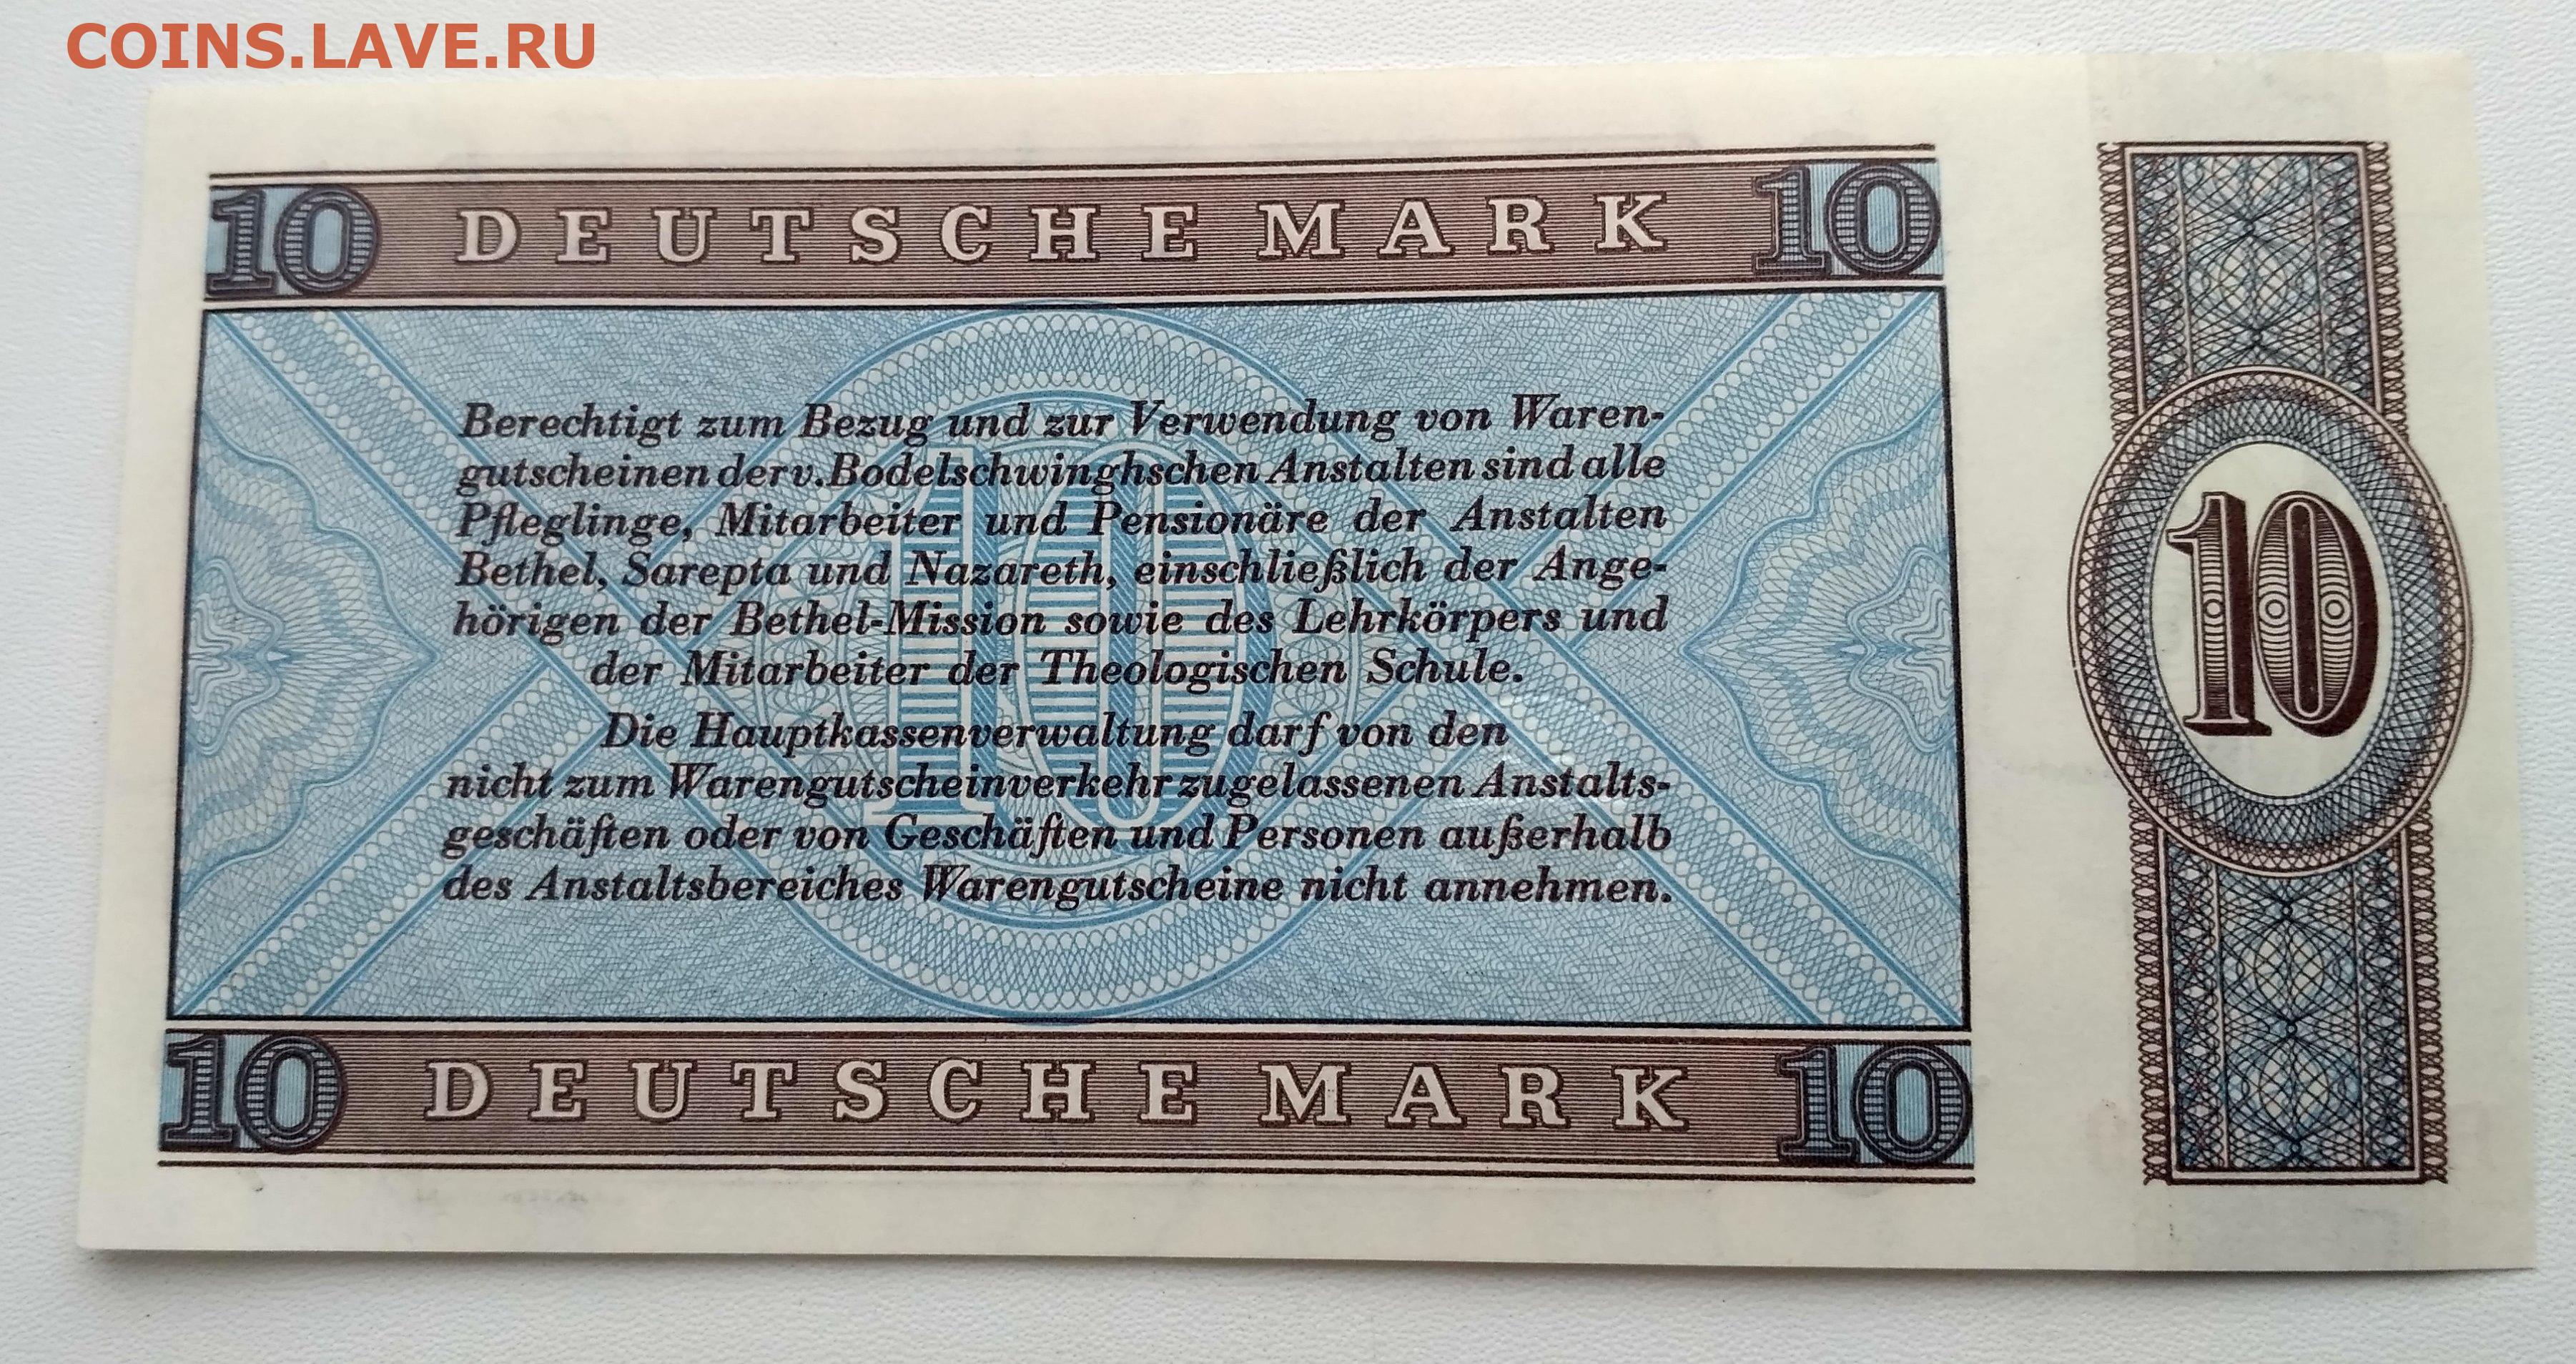 COINS.LAVE.RU
10 DEUTSCHE MARK 10
Berechtigt zum Bezug und zur Verwendung von Waren-
gutscheinen der v. Bodelschwinghschen Anstalten sind alle
Pfleglinge, Mitarbeiter und Pensionäre der Anstalten
Bethel, Sarepta und Nazareth, einschließlich der Ange-
hörigen der Bethel-Mission sowie des Lehrkörpers und
der Mitarbeiter der Theologischen Schule.
Die Hauptkassenverwaltung darf von den
nicht zum Warengutscheinverkehr zugelassenen Anstalts-
geschäften oder von Geschäften und Personen außerhalb
des Anstaltsbereiches Warengutscheine nicht annehmen.
10
10 DEUTSCHE MARK 10
10